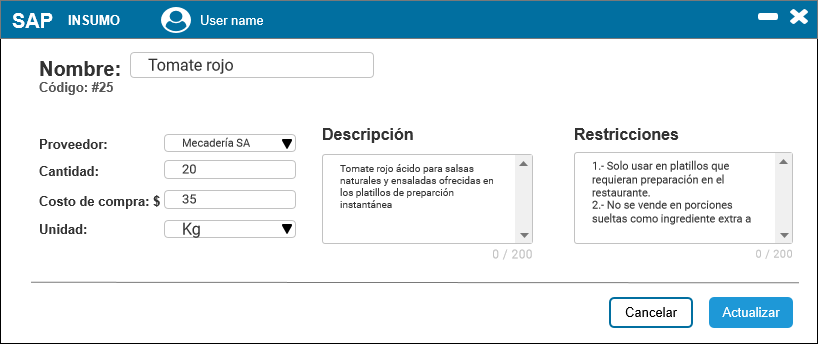 SAP INSUMO User name
Nombre: Tomate rojo
Código: #25
Proveedor: Mecadería SA
Cantidad: 20
Costo de compra: $ 35
Unidad: Kg
Descripción
Tomate rojo ácido para salsas
naturales y ensaladas ofrecidas en
los platillos de preparción
instantánea
0 / 200
Restricciones
1.- Solo usar en platillos que
requieran preparación en el
restaurante.
2.- No se vende en porciones
sueltas como ingrediente extra a
0 / 200
Cancelar Actualizar